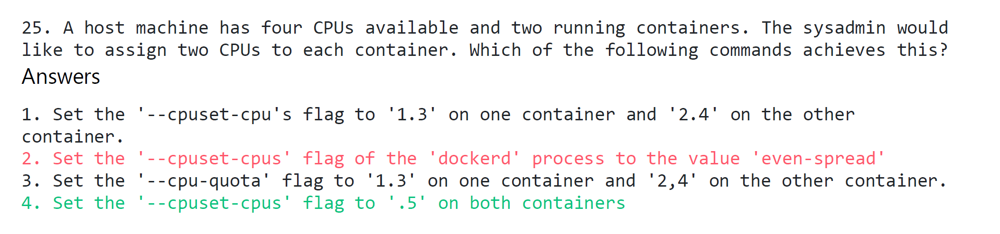 25. A host machine has four CPUs available and two running containers. The sysadmin would
like to assign two CPUs to each container. Which of the following commands achieves this?
Answers
1. Set the '--cpuset-cpu's flag to '1.3' on one container and '2.4' on the other
container.
2. Set the '--cpuset-cpus' flag of the 'dockerd' process to the value 'even-spread'
3. Set the '--cpu-quota' flag to '1.3' on one container and '2,4' on the other container.
4. Set the '--cpuset-cpus' flag to '.5' on both containers